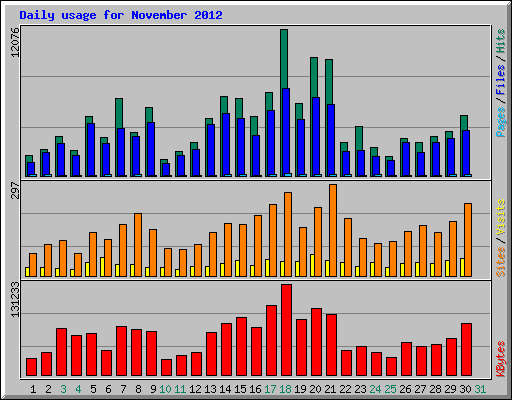 Daily usage for November 2012
12076
Pages / Files / Hits
297
Sites / Visits
131233
KBytes
1 2 3 4 5 6 7 8 9 10 11 12 13 14 15 16 17 18 19 20 21 22 23 24 25 26 27 28 29 30 31